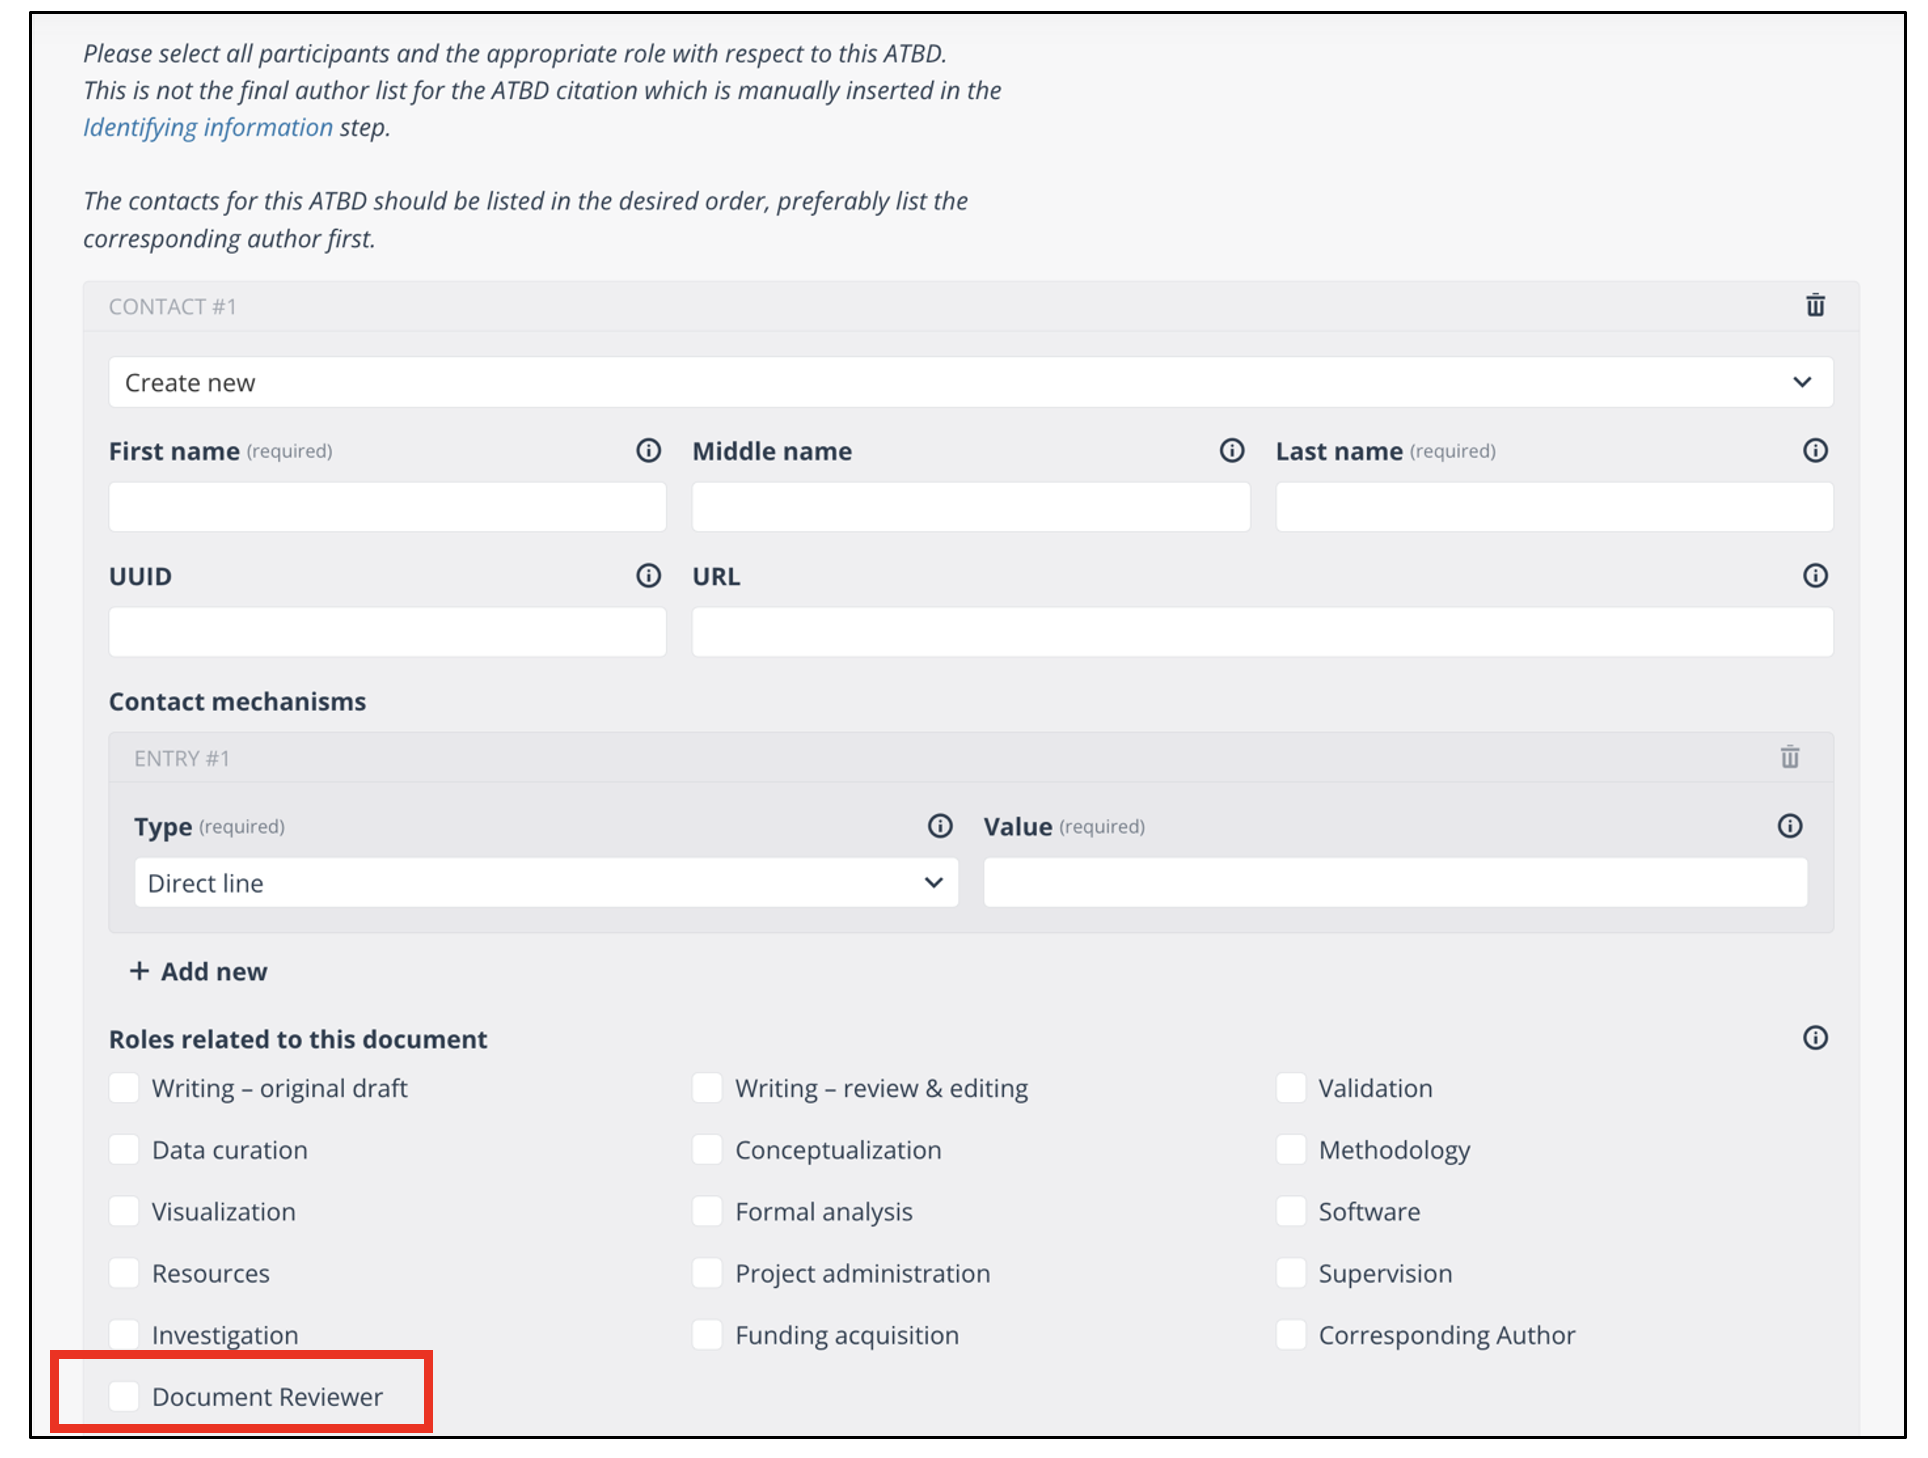 Please select all participants and the appropriate role with respect to this ATBD.
This is not the final author list for the ATBD citation which is manually inserted in the
Identifying information step.
The contacts for this ATBD should be listed in the desired order, preferably list the
corresponding author first.
CONTACT #1
Create new
First name (required) Middle name Last name (required)
UUID URL
Contact mechanisms
ENTRY #1
Type (required) Value (required)
Direct line
+ Add new
Roles related to this document
Writing – original draft Writing – review & editing Validation
Data curation Conceptualization Methodology
Visualization Formal analysis Software
Resources Project administration Supervision
Investigation Funding acquisition Corresponding Author
Document Reviewer